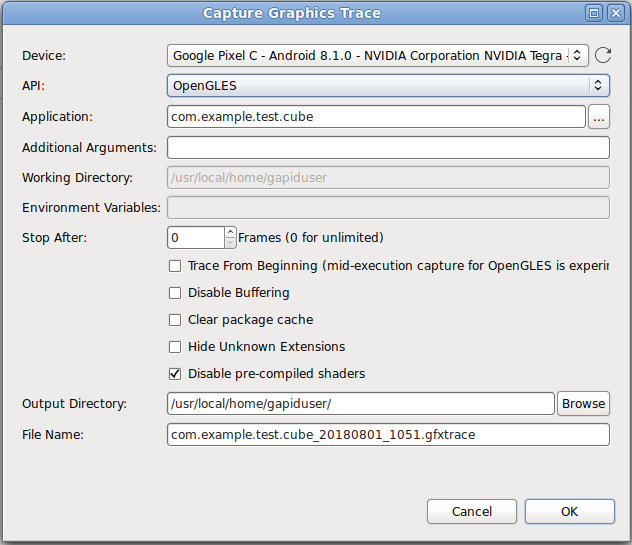 Capture Graphics Trace
Device: Google Pixel C - Android 8.1.0 - NVIDIA Corporation NVIDIA Tegra -
API: OpenGLES
Application: com.example.test.cube ...
Additional Arguments:
Working Directory: /usr/local/home/gapiduser
Environment Variables:
Stop After: 0 Frames (0 for unlimited)
Trace From Beginning (mid-execution capture for OpenGLES is
Disable Buffering
Clear package cache
Hide Unknown Extensions
Disable pre-compiled shaders
Output Directory: /usr/local/home/gapiduser/ Browse
File Name: com.example.test.cube_20180801_1051.gfxtrace
Cancel OK